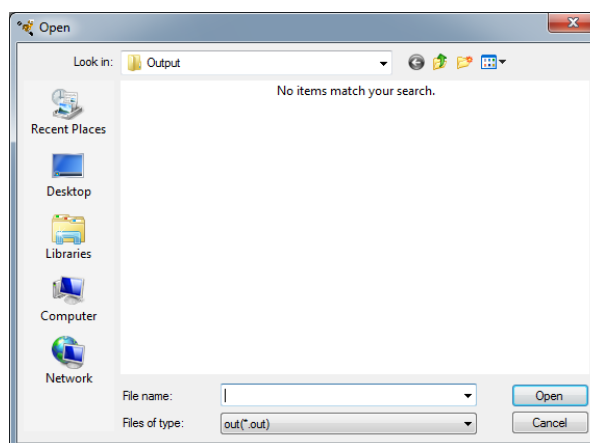 Open
Look in:
Output
No items match your search.
Recent Places
Desktop
Libraries
Computer
Network
File name:
Open
Files of type:
out(*.out)
Cancel